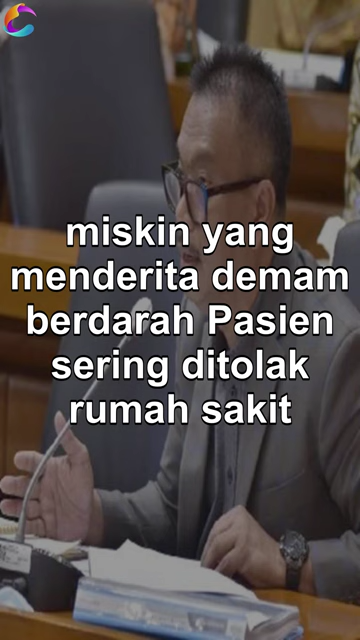 miskin yang
menderita demam
berdarah Pasien
sering ditolak
rumah sakit